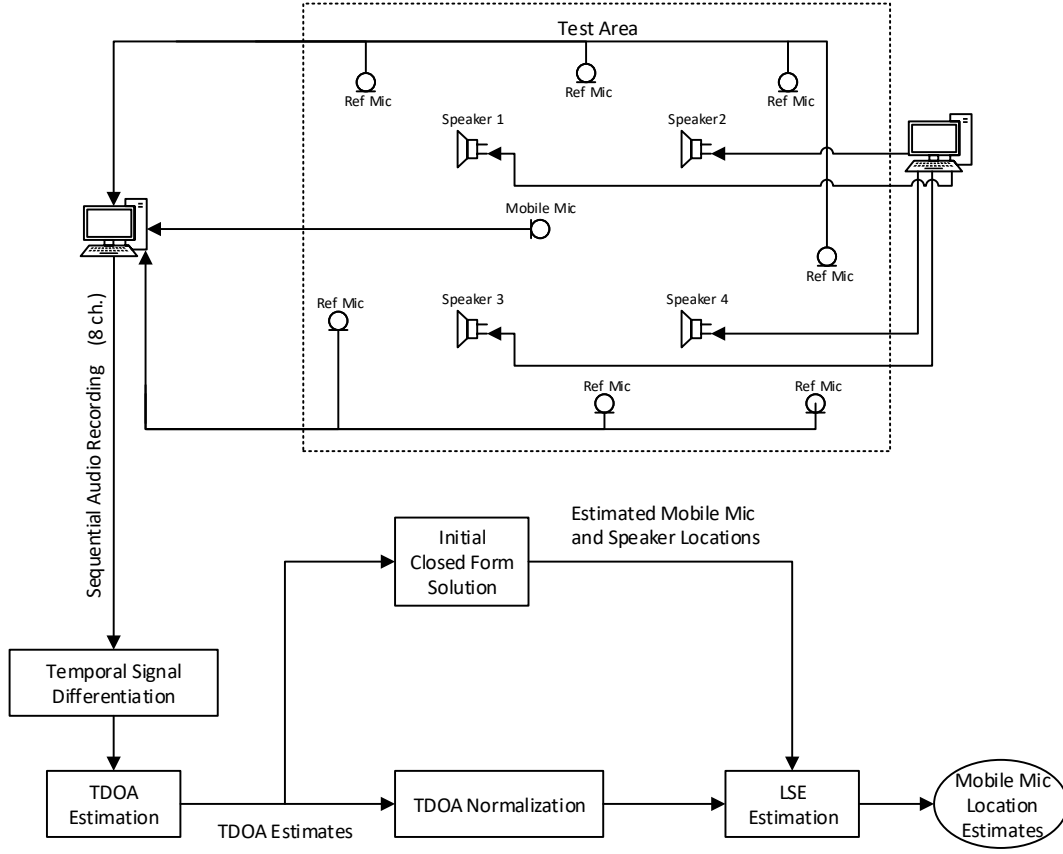 Test Area
Ref Mic
Ref Mic
Ref Mic
Speaker 1
Speaker2
Mobile Mic
Ref Mic
Ref Mic
Speaker 3
Speaker 4
Ref Mic
Ref Mic
Sequential Audio Recording (8 ch.)
Initial
Closed Form
Solution
Estimated Mobile Mic
and Speaker Locations
Temporal Signal
Differentiation
TDOA
Estimation
TDOA Estimates
TDOA Normalization
LSE
Estimation
Mobile Mic
Location
Estimates